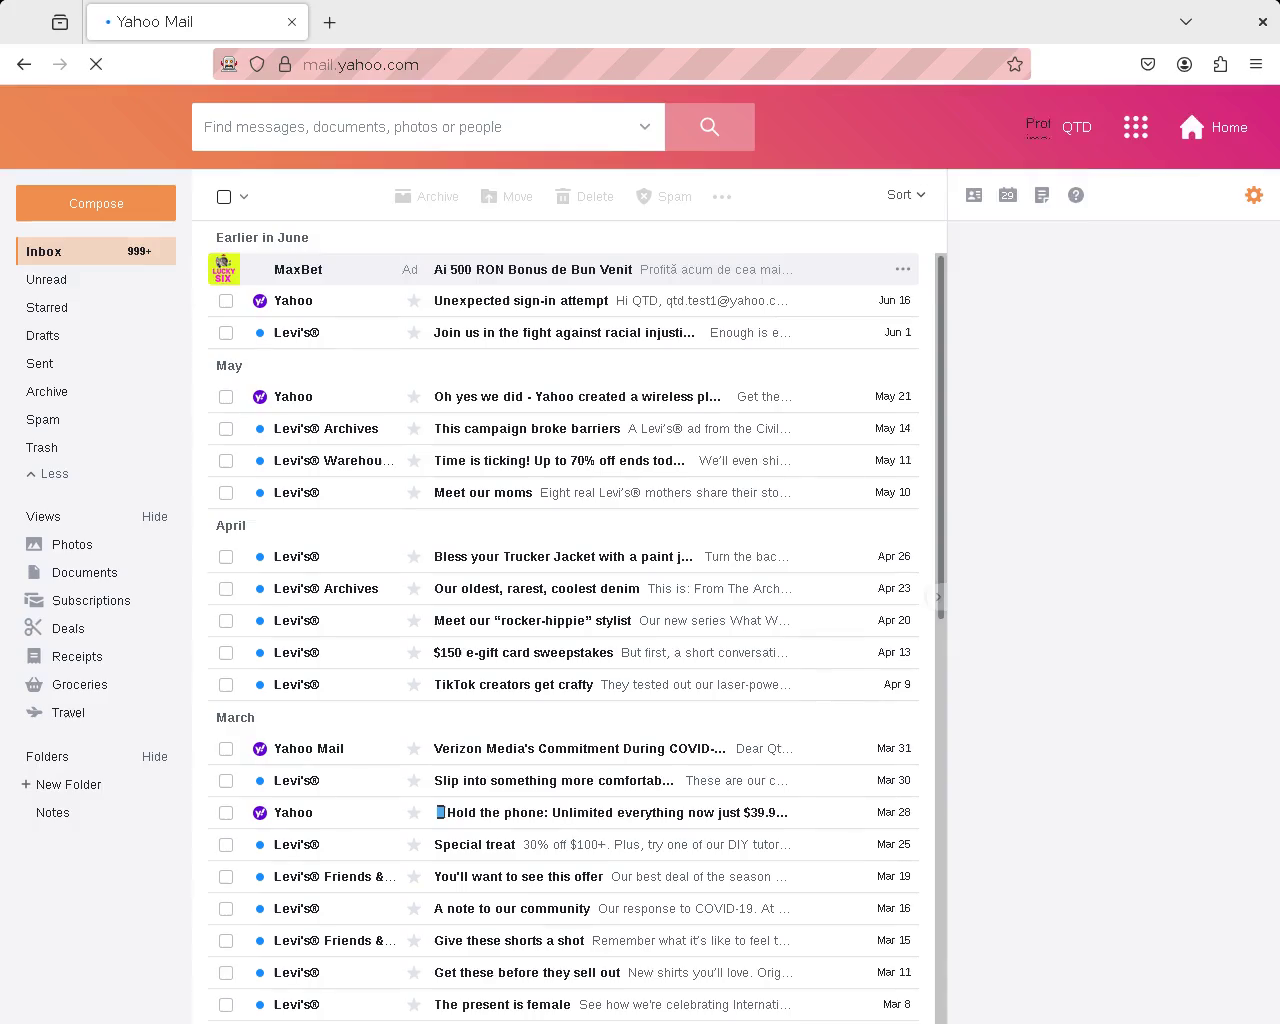 Yahoo Mail
mail.yahoo.com
Find messages, documents, photos or people
QTD
Home
Compose
Archive
Move
Delete
Spam
Sort
29
Inbox
999+
Unread
Starred
Drafts
Sent
Archive
Spam
Trash
Less
Views
Hide
Photos
Documents
Subscriptions
Deals
Receipts
Groceries
Travel
Folders
Hide
New Folder
Notes
Earlier in June
LUCKY
SIX
MaxBet Ad Ai 500 RON Bonus de Bun Venit Profită acum de cea mai...
Yahoo Unexpected sign-in attempt Hi QTD, qtd.test1@yahoo.c... Jun 16
Levi's® Join us in the fight against racial injusti... Enough is e... Jun 1
May
Yahoo Oh yes we did - Yahoo created a wireless pl... Get the... May 21
Levi's® Archives This campaign broke barriers A Levi's® ad from the Civil... May 14
Levi's® Warehou... Time is ticking! Up to 70% off ends tod... We'll even shi... May 11
Levi's® Meet our moms Eight real Levi's® mothers share their sto... May 10
April
Levi's® Bless your Trucker Jacket with a paint j... Turn the bac... Apr 26
Levi's® Archives Our oldest, rarest, coolest denim This is: From The Arch... Apr 23
Levi's® Meet our “rocker-hippie” stylist Our new series What W... Apr 20
Levi's® $150 e-gift card sweepstakes But first, a short conversati... Apr 13
Levi's® TikTok creators get crafty They tested out our laser-powe... Apr 9
March
Yahoo Mail Verizon Media's Commitment During COVID-... Dear Qt... Mar 31
Levi's® Slip into something more comfortab... These are our c... Mar 30
Yahoo Hold the phone: Unlimited everything now just $39.9... Mar 28
Levi's® Special treat 30% off $100+. Plus, try one of our DIY tutor... Mar 25
Levi's® Friends &... You'll want to see this offer Our best deal of the season ... Mar 19
Levi's® A note to our community Our response to COVID-19. At ... Mar 16
Levi's® Friends &... Give these shorts a shot Remember what it's like to feel t... Mar 15
Levi's® Get these before they sell out New shirts you'll love. Orig... Mar 11
Levi's® The present is female See how we're celebrating Internati... Mar 8